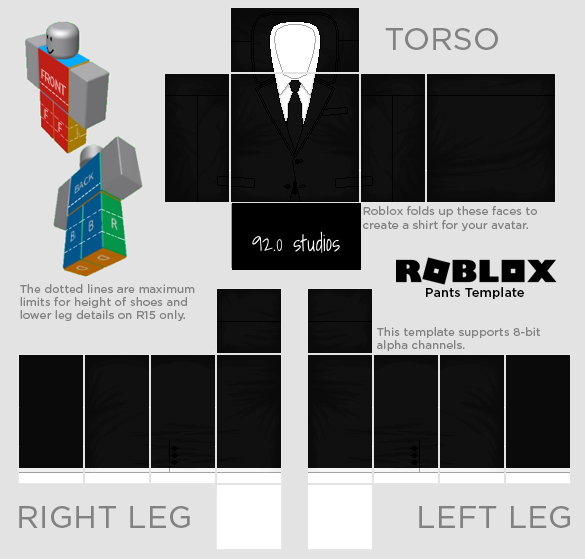 TORSO
FRONT
F F L
BACK
B B R
Roblox folds up these faces to
create a shirt for your avatar.
92.0 studios
ROBLOX
Pants Template
The dotted lines are maximum
limits for height of shoes and
lower leg details on R15 only.
This template supports 8-bit
alpha channels.
RIGHT LEG
LEFT LEG